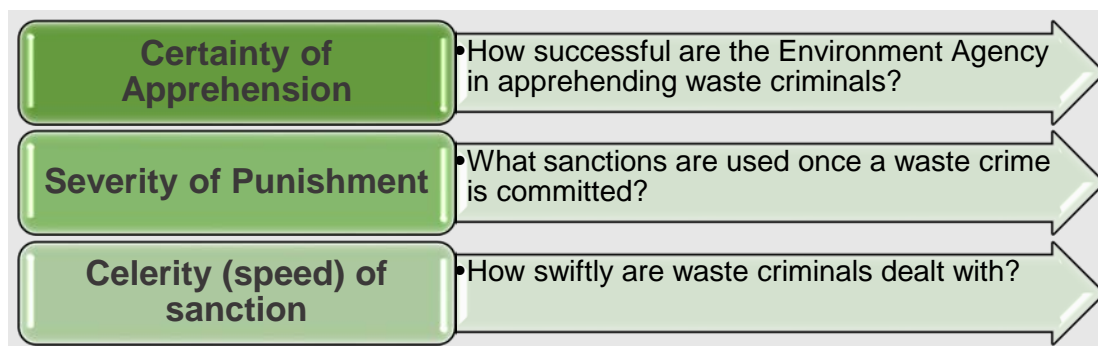 Certainty of
Apprehension
•How successful are the Environment Agency
in apprehending waste criminals?
Severity of Punishment
•What sanctions are used once a waste crime
is committed?
Celerity (speed) of
sanction
•How swiftly are waste criminals dealt with?